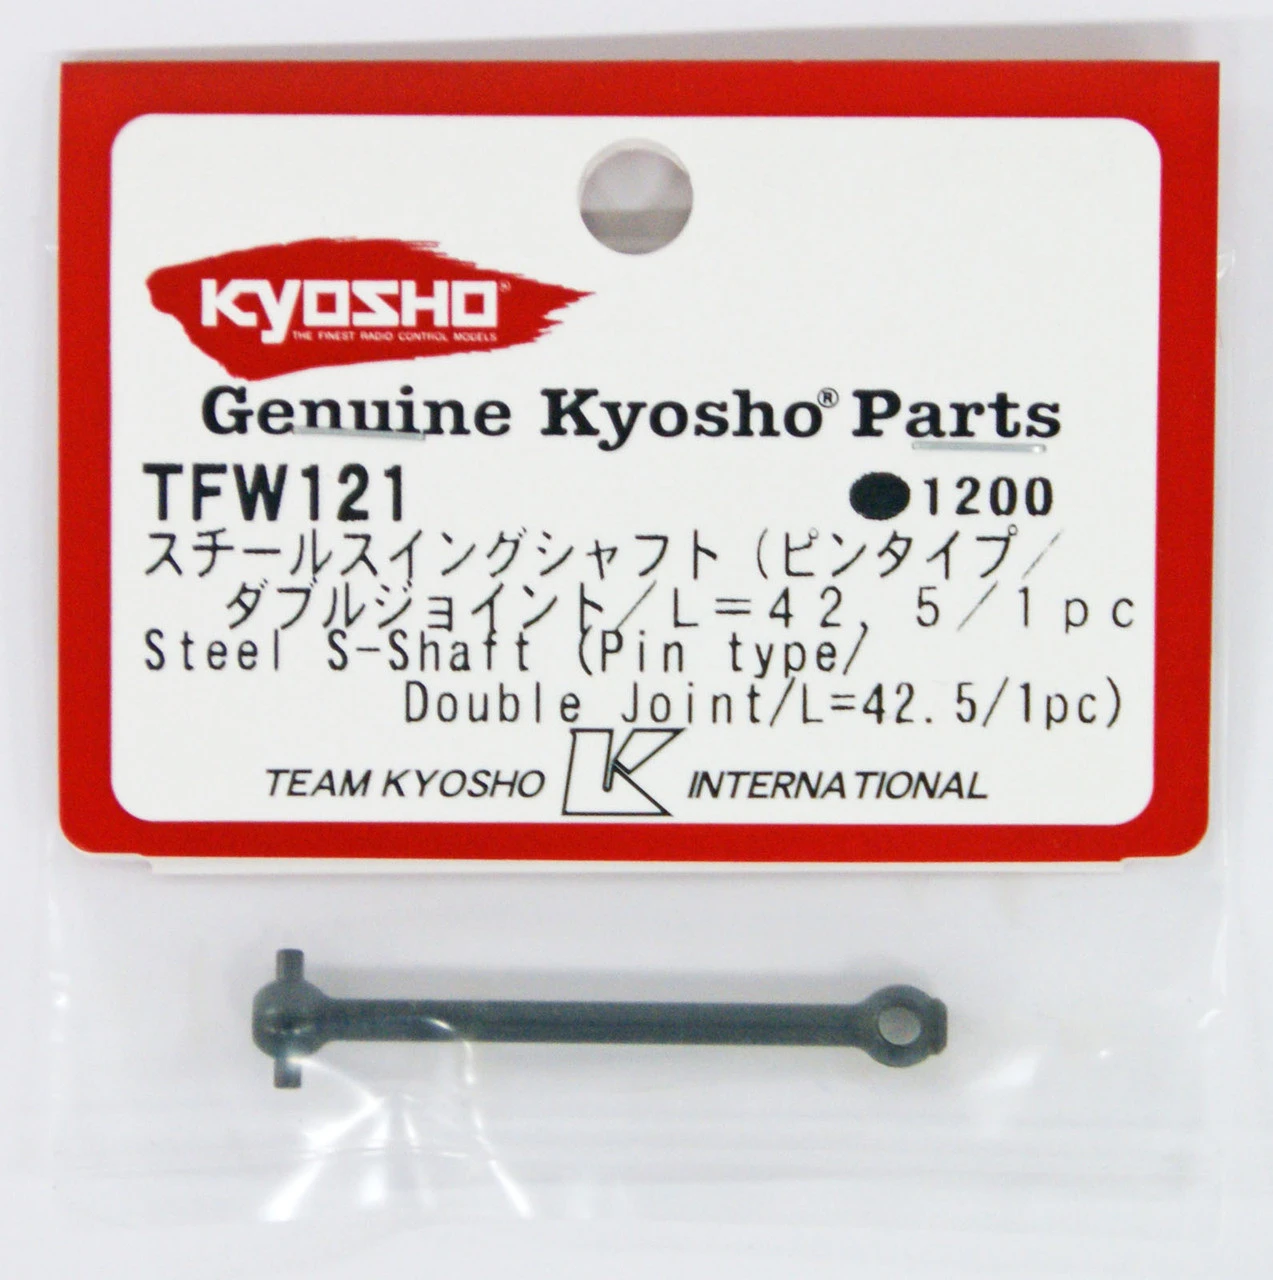 KYOSHO®
THE FINEST RADIO CONTROL MODELS
Genuine Kyosho® Parts
TFW121 ●1200
スチールスイングシャフト(ピンタイプ/
ダブルジョイント/L=42,5/1pc
Steel S-Shaft (Pin type/
Double Joint/L=42.5/1pc)
TEAM KYOSHO K INTERNATIONAL